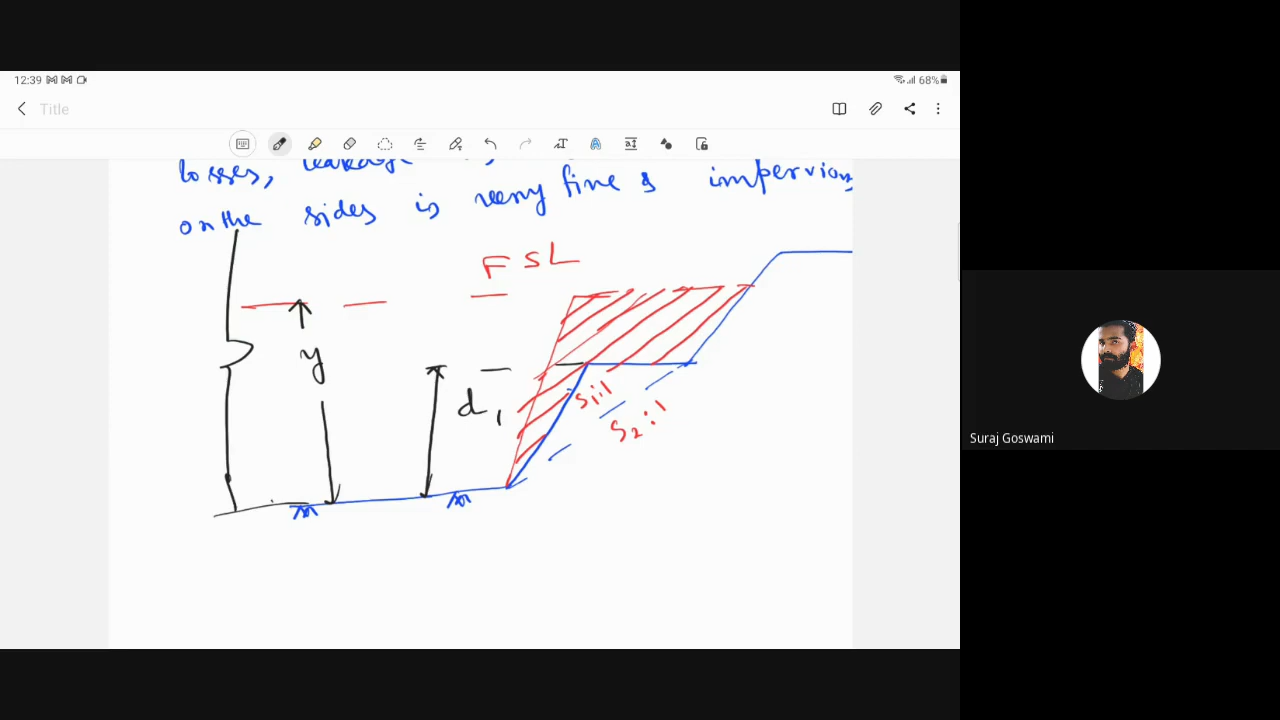 12:39
68%
Title
losses, leakage
on the sides is very fine & impervious
FSL
y
d1
S1:1
S2:1
Suraj Goswami